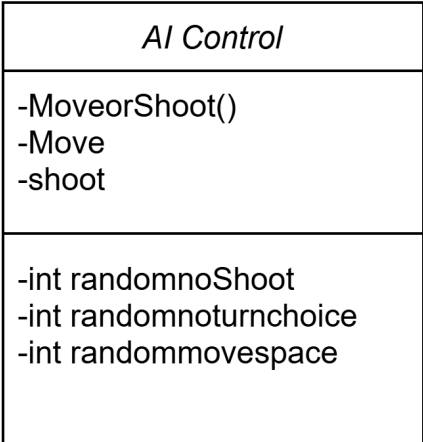 AI Control
-MoveorShoot()
-Move
-shoot
-int randomnoShoot
-int randomnoturnchoice
-int randommovespace